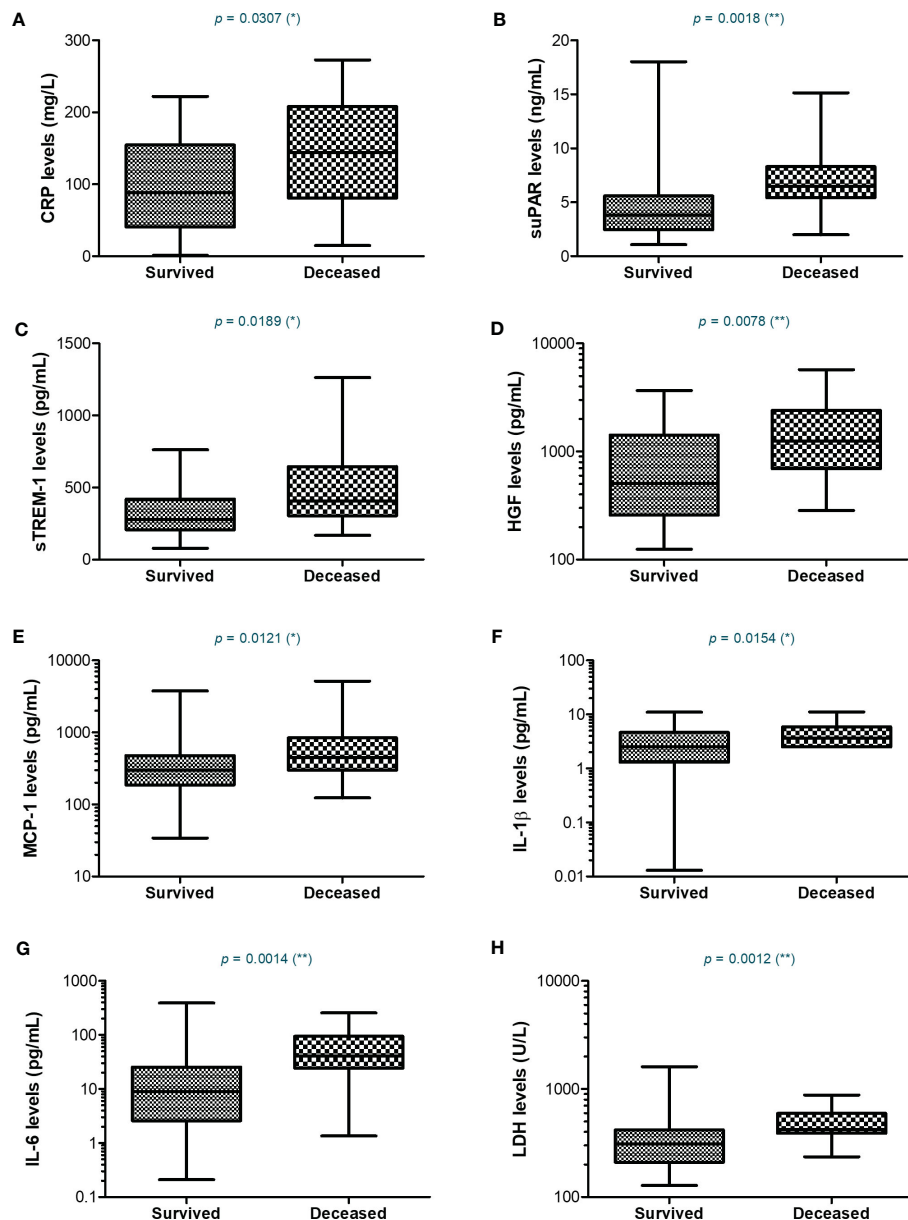 A
p = 0.0307 (*)
CRP levels (mg/L)
300
200
100
0
Survived
Deceased
B
p = 0.0018 (**)
suPAR levels (ng/mL)
20
15
10
5
0
Survived
Deceased
C
p = 0.0189 (*)
sTREM-1 levels (pg/mL)
1500
1000
500
0
Survived
Deceased
D
p = 0.0078 (**)
HGF levels (pg/mL)
10000
1000
100
Survived
Deceased
E
p = 0.0121 (*)
MCP-1 levels (pg/mL)
10000
1000
100
10
Survived
Deceased
F
p = 0.0154 (*)
IL-1β levels (pg/mL)
100
10
1
0.1
0.01
Survived
Deceased
G
p = 0.0014 (**)
IL-6 levels (pg/mL)
1000
100
10
1
0.1
Survived
Deceased
H
p = 0.0012 (**)
LDH levels (U/L)
10000
1000
100
Survived
Deceased